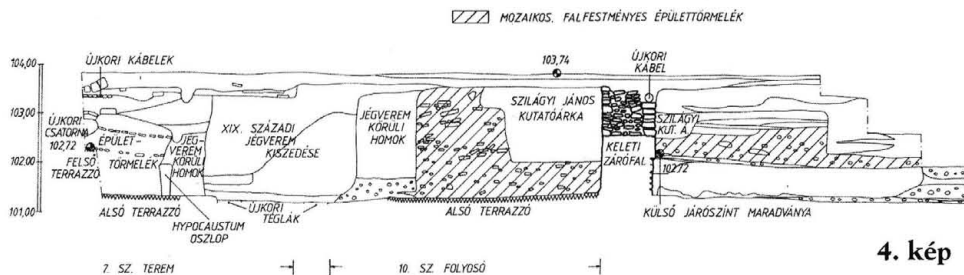 MOZAIKOS, FALFESTMÉNYES ÉPÜLETTÖRMELÉK
104,00
103,00
102,00
101,00
ÚJKORI KÁBELEK
ÚJKORI
CSATORNA
102,72
FELSŐ
TERRAZZÓ
ÉPÜLET-
TÖRMELÉK
JÉG-
VEREM
KÖRÜLI
HOMOK
XIX. SZÁZADI
JÉGVEREM
KISZEDÉSE
JÉGVEREM
KÖRÜLI
HOMOK
103,74
SZILÁGYI JÁNOS
KUTATÓÁRKA
ÚJKORI
KÁBEL
SZILÁGYI
KUT. Á.
KELETI
ZÁRÓFAL
102,72
ALSÓ TERRAZZÓ
HYPOCAUSTUM
OSZLOP
ÚJKORI
TÉGLÁK
ALSÓ TERRAZZÓ
KÜLSŐ JÁRÓSZINT MARADVÁNYA
7. SZ. TEREM
10. SZ. FOLYOSÓ
4. kép